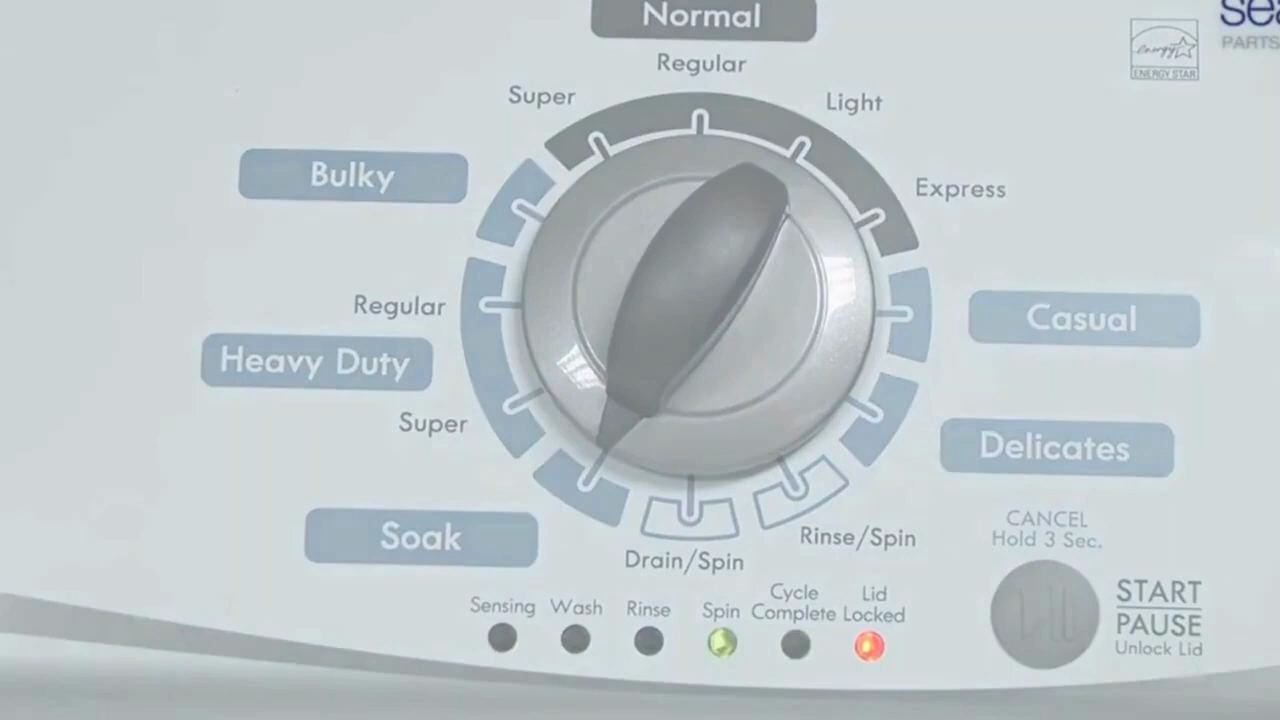 Normal
Regular
Super
Light
Bulky
Express
Regular
Casual
Heavy Duty
Super
Delicates
Soak
Drain/Spin
Rinse/Spin
CANCEL
Hold 3 Sec.
Sensing
Wash
Rinse
Spin
Cycle
Complete
Lid
Locked
START
PAUSE
Unlock Lid
energy
ENERGY STAR
PARTS